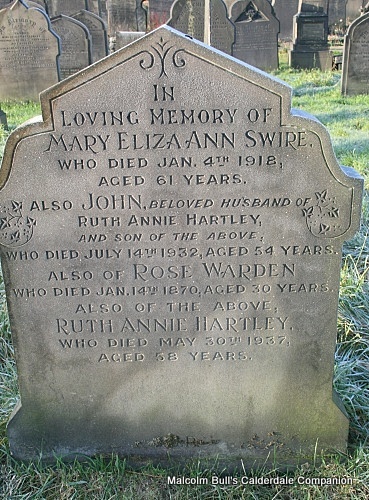 IN
LOVING MEMORY OF
MARY ELIZA ANN SWIRE,
WHO DIED JAN. 4TH 1918,
AGED 61 YEARS.
ALSO JOHN, BELOVED HUSBAND OF
RUTH ANNIE HARTLEY,
AND SON OF THE ABOVE,
WHO DIED JULY 14TH 1932, AGED 54 YEARS.
ALSO OF ROSE WARDEN
WHO DIED JAN. 14TH 1870, AGED 30 YEARS.
ALSO OF THE ABOVE,
RUTH ANNIE HARTLEY,
WHO DIED MAY 30TH 1937,
AGED 58 YEARS.
Malcolm Bull's Calderdale Companion